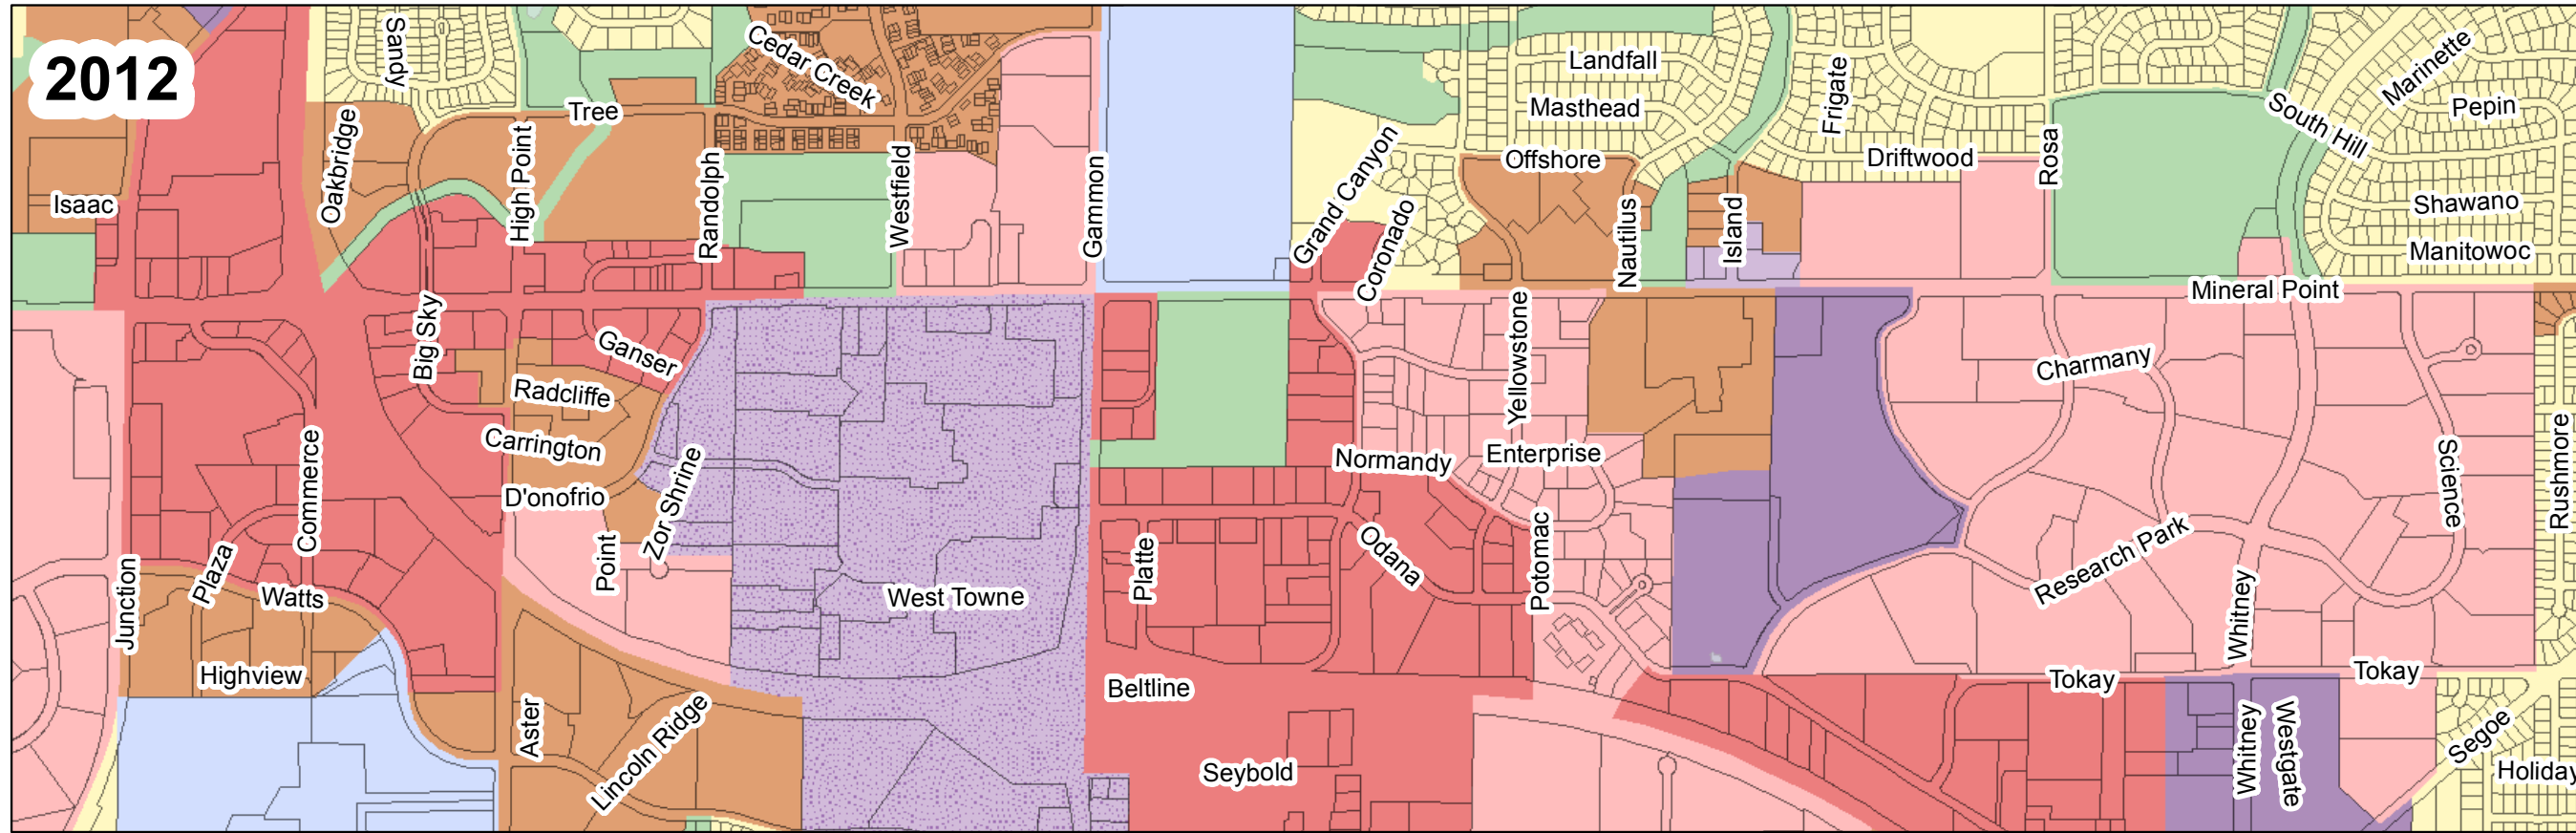 2012
Sandy
Cedar Creek
Tree
Landfall
Masthead
Frigate
Marinette
Pepin
South Hill
Isaac
Oakbridge
High Point
Randolph
Westfield
Gammon
Grand Canyon
Coronado
Offshore
Nautilus
Island
Driftwood
Rosa
Shawano
Manitowoc
Mineral Point
Big Sky
Ganser
Radcliffe
Carrington
D'onofrio
Zor Shrine
Point
Commerce
Plaza
Junction
Watts
Highview
Aster
Lincoln Ridge
West Towne
Platte
Beltline
Seybold
Odana
Normandy
Yellowstone
Enterprise
Potomac
Charmany
Research Park
Science
Rushmore
Whitney
Tokay
Tokay
Whitney
Westgate
Segoe
Holiday